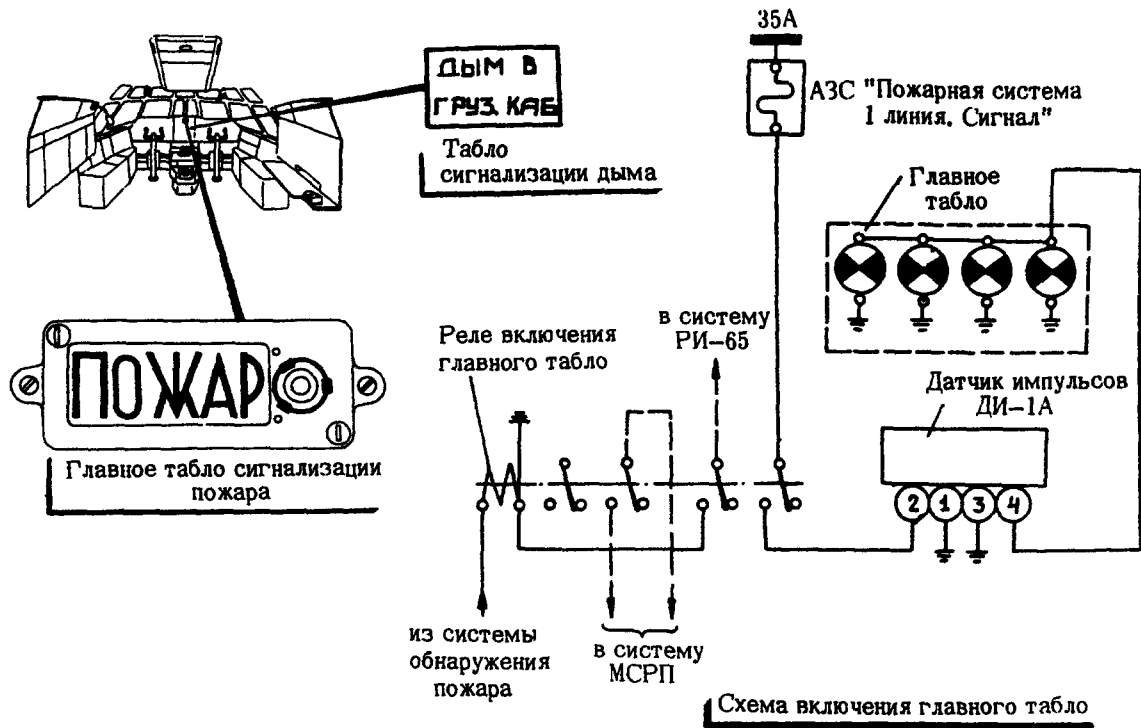 ДЫМ В
ГРУЗ. КАБ
Табло
сигнализации дыма
35А
АЗС "Пожарная система
1 линия. Сигнал"
Главное
табло
ПОЖАР
Главное табло сигнализации
пожара
Реле включения
главного табло
в систему
РИ-65
Датчик импульсов
ДИ-1А
2 1 3 4
из системы
обнаружения
пожара
в систему
МСРП
Схема включения главного табло